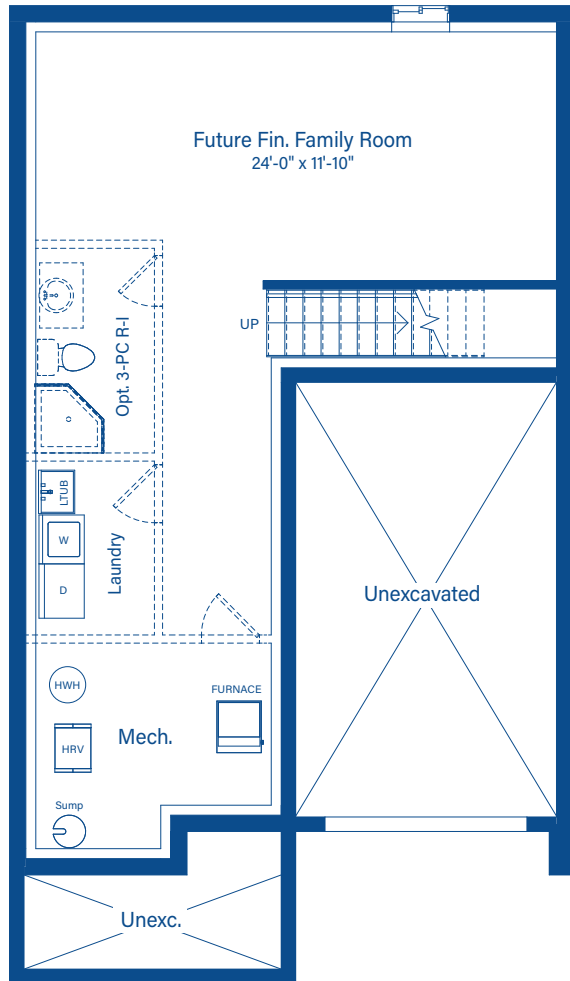 Future Fin. Family Room
24'-0" x 11'-10"
UP
Opt. 3-PC R-I
LTUB
W
D
Laundry
Unexcavated
HWH
FURNACE
HRV
Mech.
Sump
Unexc.